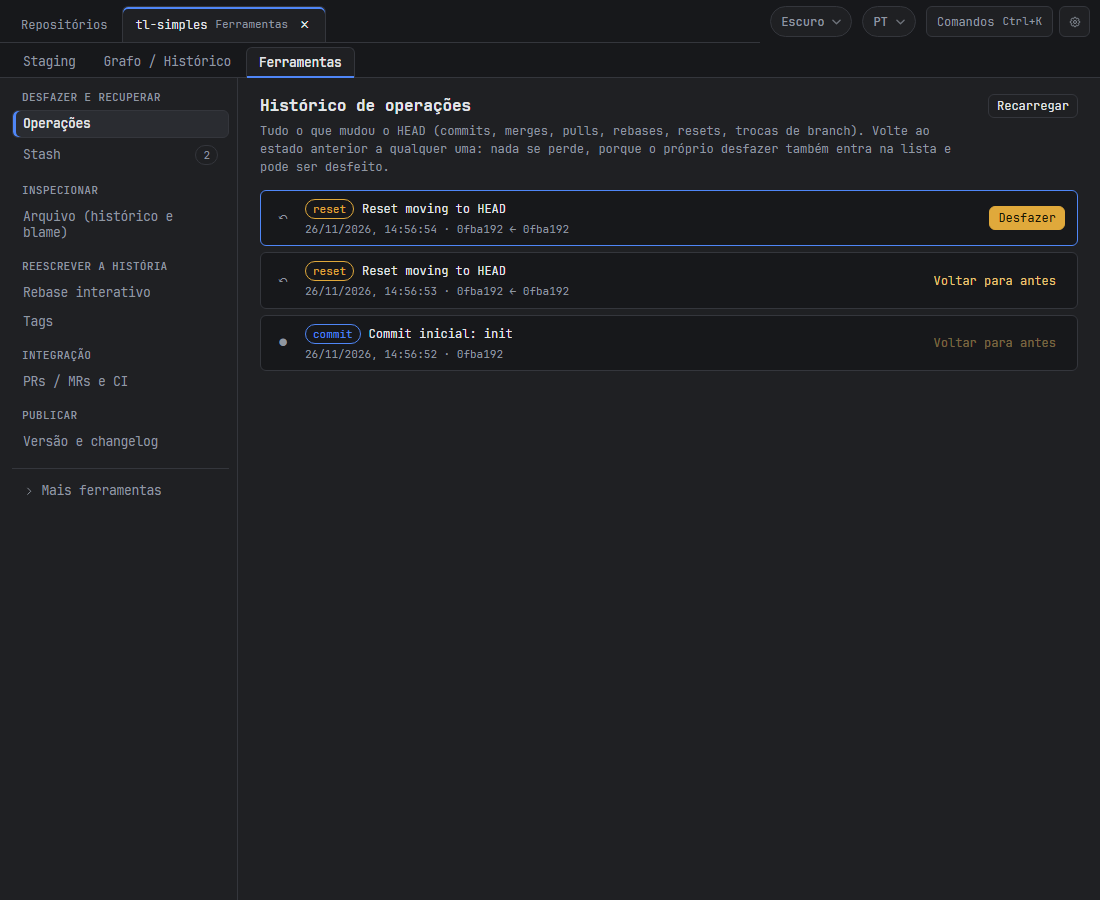 Repositórios
tl-simples Ferramentas ×
Escuro
PT
Comandos Ctrl+K
Staging
Grafo / Histórico
Ferramentas
DESFAZER E RECUPERAR
Operações
Stash 2
INSPECIONAR
Arquivo (histórico e
blame)
REESCREVER A HISTÓRIA
Rebase interativo
Tags
INTEGRAÇÃO
PRs / MRs e CI
PUBLICAR
Versão e changelog
Mais ferramentas
Histórico de operações
Recarregar
Tudo o que mudou o HEAD (commits, merges, pulls, rebases, resets, trocas de branch). Volte ao
estado anterior a qualquer uma: nada se perde, porque o próprio desfazer também entra na lista e
pode ser desfeito.
reset Reset moving to HEAD
26/11/2026, 14:56:54 · 0fba192 ← 0fba192
Desfazer
reset Reset moving to HEAD
26/11/2026, 14:56:53 · 0fba192 ← 0fba192
Voltar para antes
commit Commit inicial: init
26/11/2026, 14:56:52 · 0fba192
Voltar para antes